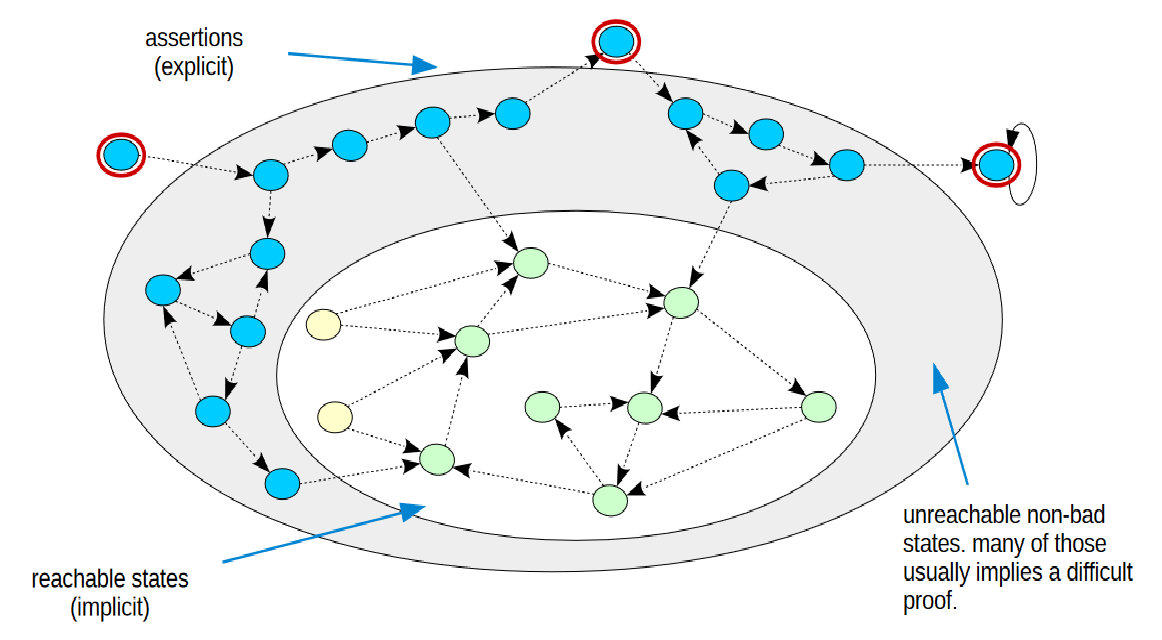 assertions
(explicit)
reachable states
(implicit)
unreachable non-bad
states. many of those
usually implies a difficult
proof.